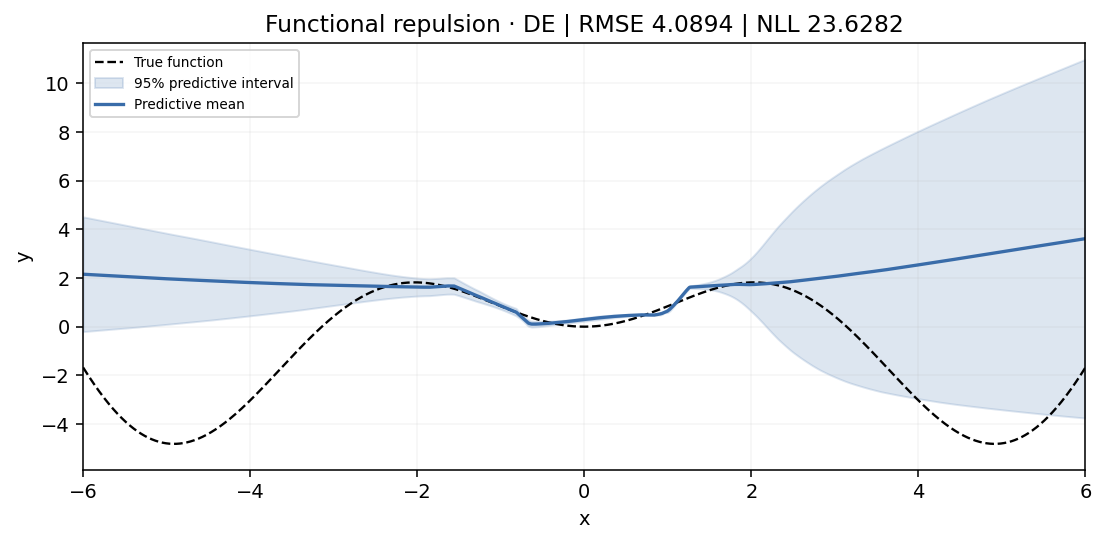 Functional repulsion · DE | RMSE 4.0894 | NLL 23.6282
True function
95% predictive interval
Predictive mean
10
8
6
4
2
0
−2
−4
y
−6
−4
−2
0
2
4
6
x